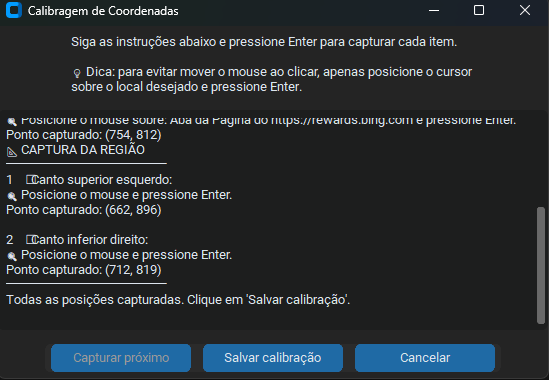 Calibragem de Coordenadas
Siga as instruções abaixo e pressione Enter para capturar cada item.
💡 Dica: para evitar mover o mouse ao clicar, apenas posicione o cursor
sobre o local desejado e pressione Enter.
🔍 Posicione o mouse sobre: Aba da Página do https://rewards.bing.com e pressione Enter.
Ponto capturado: (754, 812)
📐 CAPTURA DA REGIÃO
1 Canto superior esquerdo:
🔍 Posicione o mouse e pressione Enter.
Ponto capturado: (662, 896)
2 Canto inferior direito:
🔍 Posicione o mouse e pressione Enter.
Ponto capturado: (712, 819)
Todas as posições capturadas. Clique em 'Salvar calibração'.
Capturar próximo
Salvar calibração
Cancelar